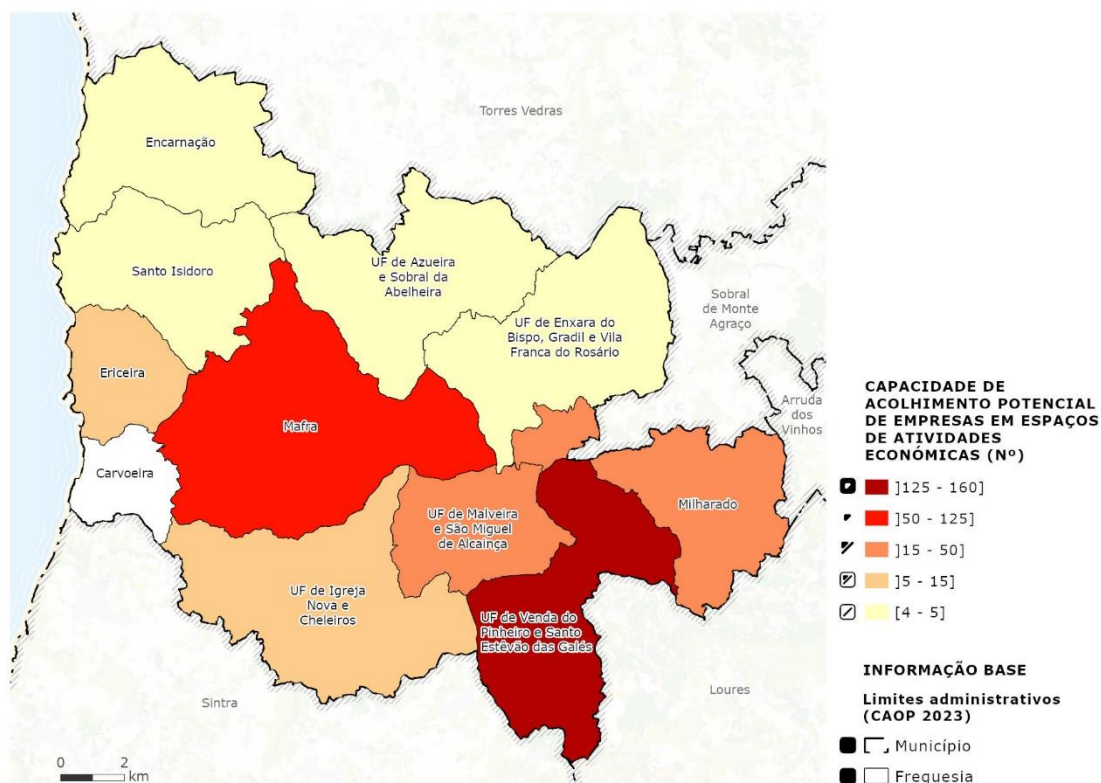 Torres Vedras
Encarnação
Santo Isidoro
UF de Azueira
e Sobral da
Abelheira
Sobral
de Monte
Agraço
UF de Enxara do
Bispo, Gradil e Vila
Franca do Rosário
Ericeira
Arruda
dos
Vinhos
Mafra
Carvoeira
Milharado
UF de Malveira
e São Miguel
de Alcainça
UF de Igreja
Nova e
Cheleiros
UF de Venda do
Pinheiro e Santo
Estêvão das Galés
Sintra
Loures
0 2
km
CAPACIDADE DE
ACOLHIMENTO POTENCIAL
DE EMPRESAS EM ESPAÇOS
DE ATIVIDADES
ECONÓMICAS (Nº)
]125 - 160]
]50 - 125]
]15 - 50]
]5 - 15]
[4 - 5]
INFORMAÇÃO BASE
Limites administrativos
(CAOP 2023)
Município
Freguesia